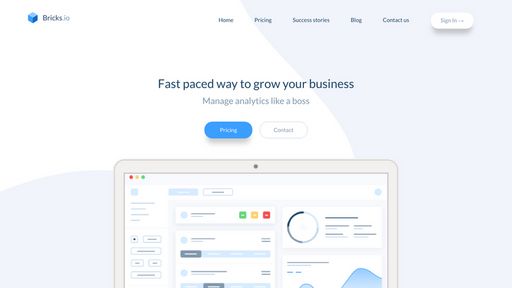 Bricks.io
Home
Pricing
Success stories
Blog
Contact us
Sign In →
Fast paced way to grow your business
Manage analytics like a boss
Pricing
Contact